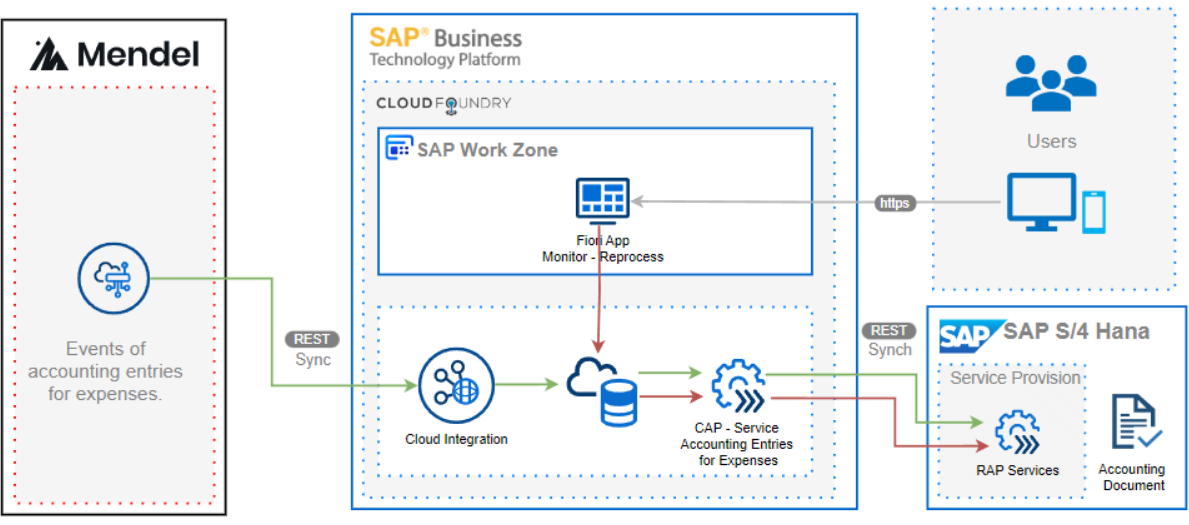 Mendel
Events of
accounting entries
for expenses.
REST
Sync
SAP® Business
Technology Platform
CLOUD FOUNDRY
SAP Work Zone
Fiori App
Monitor - Reprocess
Cloud Integration
CAP - Service
Accounting Entries
for Expenses
https
Users
REST
Synch
SAP SAP S/4 Hana
Service Provision
RAP Services
Accounting
Document